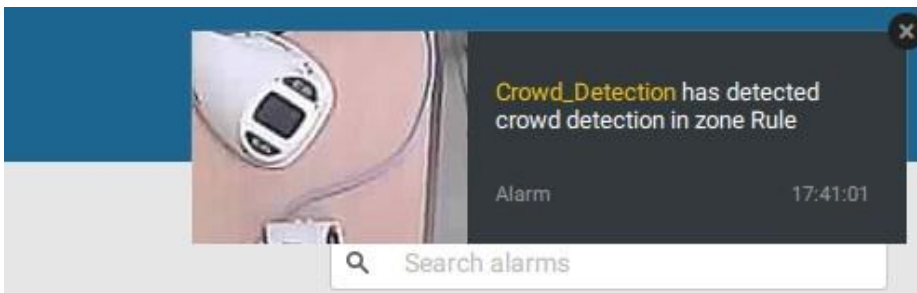 Crowd_Detection has detected
crowd detection in zone Rule
Alarm 17:41:01
Search alarms